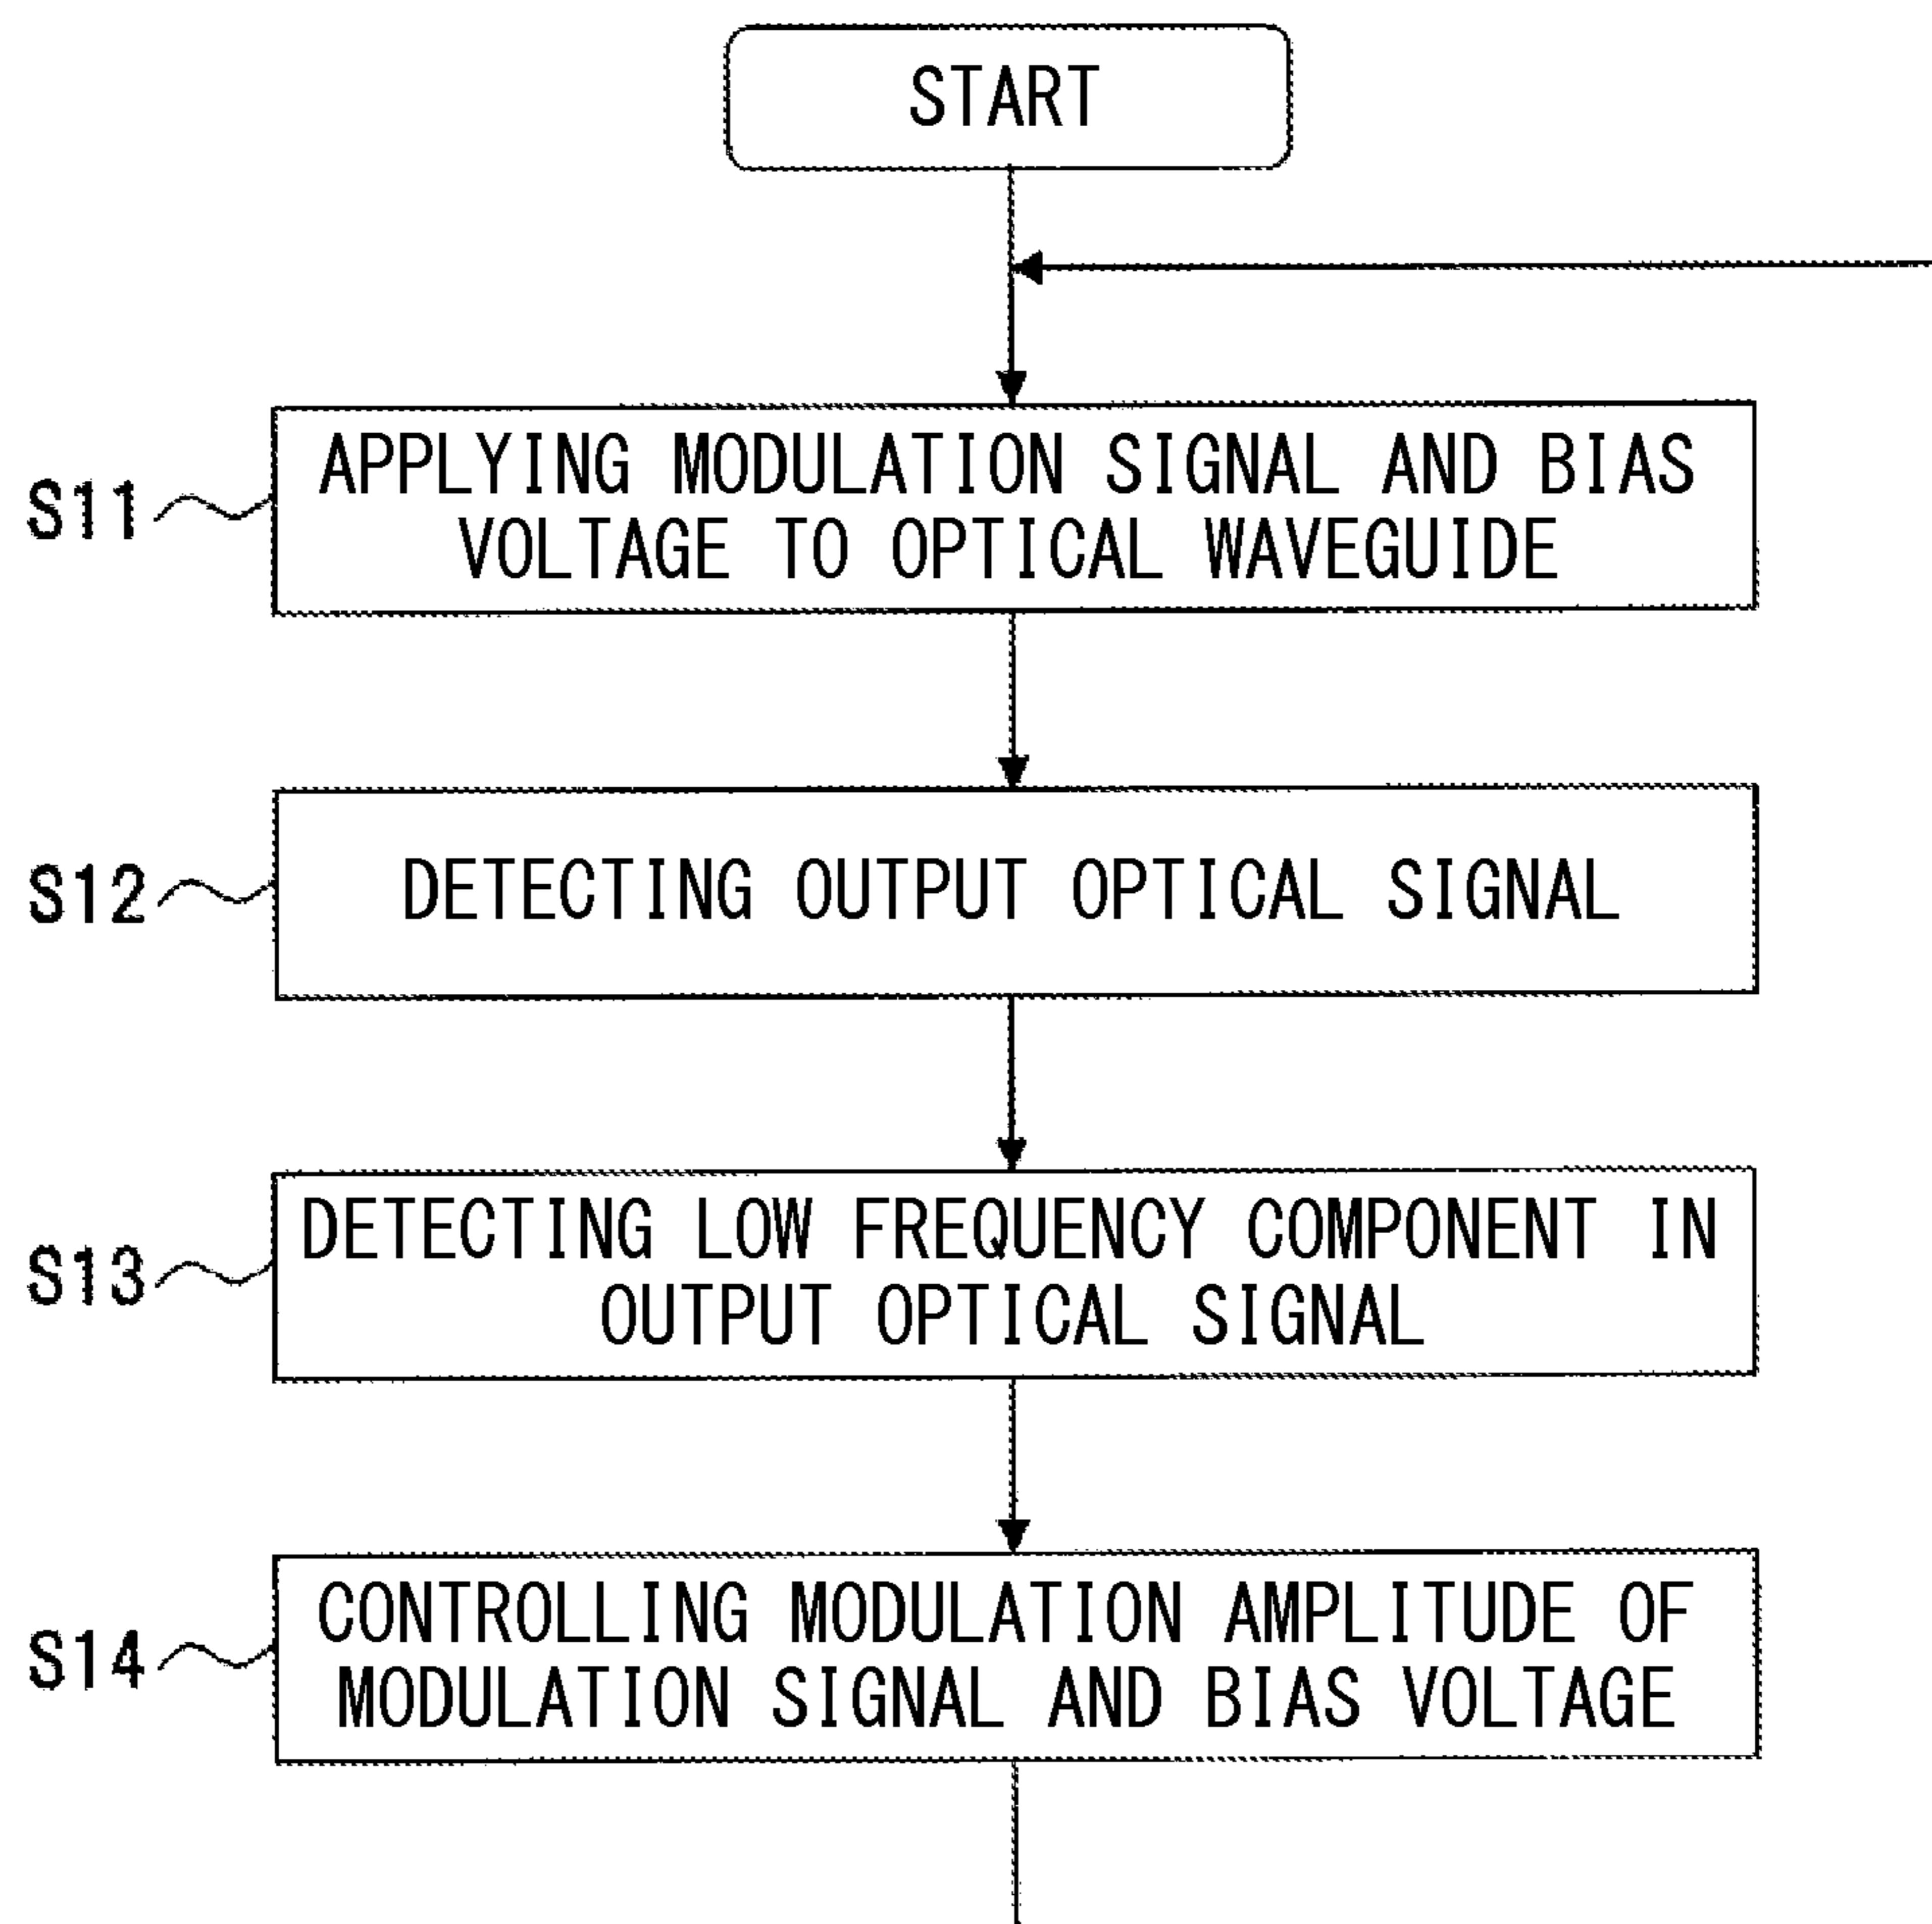 START
S11
APPLYING MODULATION SIGNAL AND BIAS
VOLTAGE TO OPTICAL WAVEGUIDE
S12
DETECTING OUTPUT OPTICAL SIGNAL
S13
DETECTING LOW FREQUENCY COMPONENT IN
OUTPUT OPTICAL SIGNAL
S14
CONTROLLING MODULATION AMPLITUDE OF
MODULATION SIGNAL AND BIAS VOLTAGE